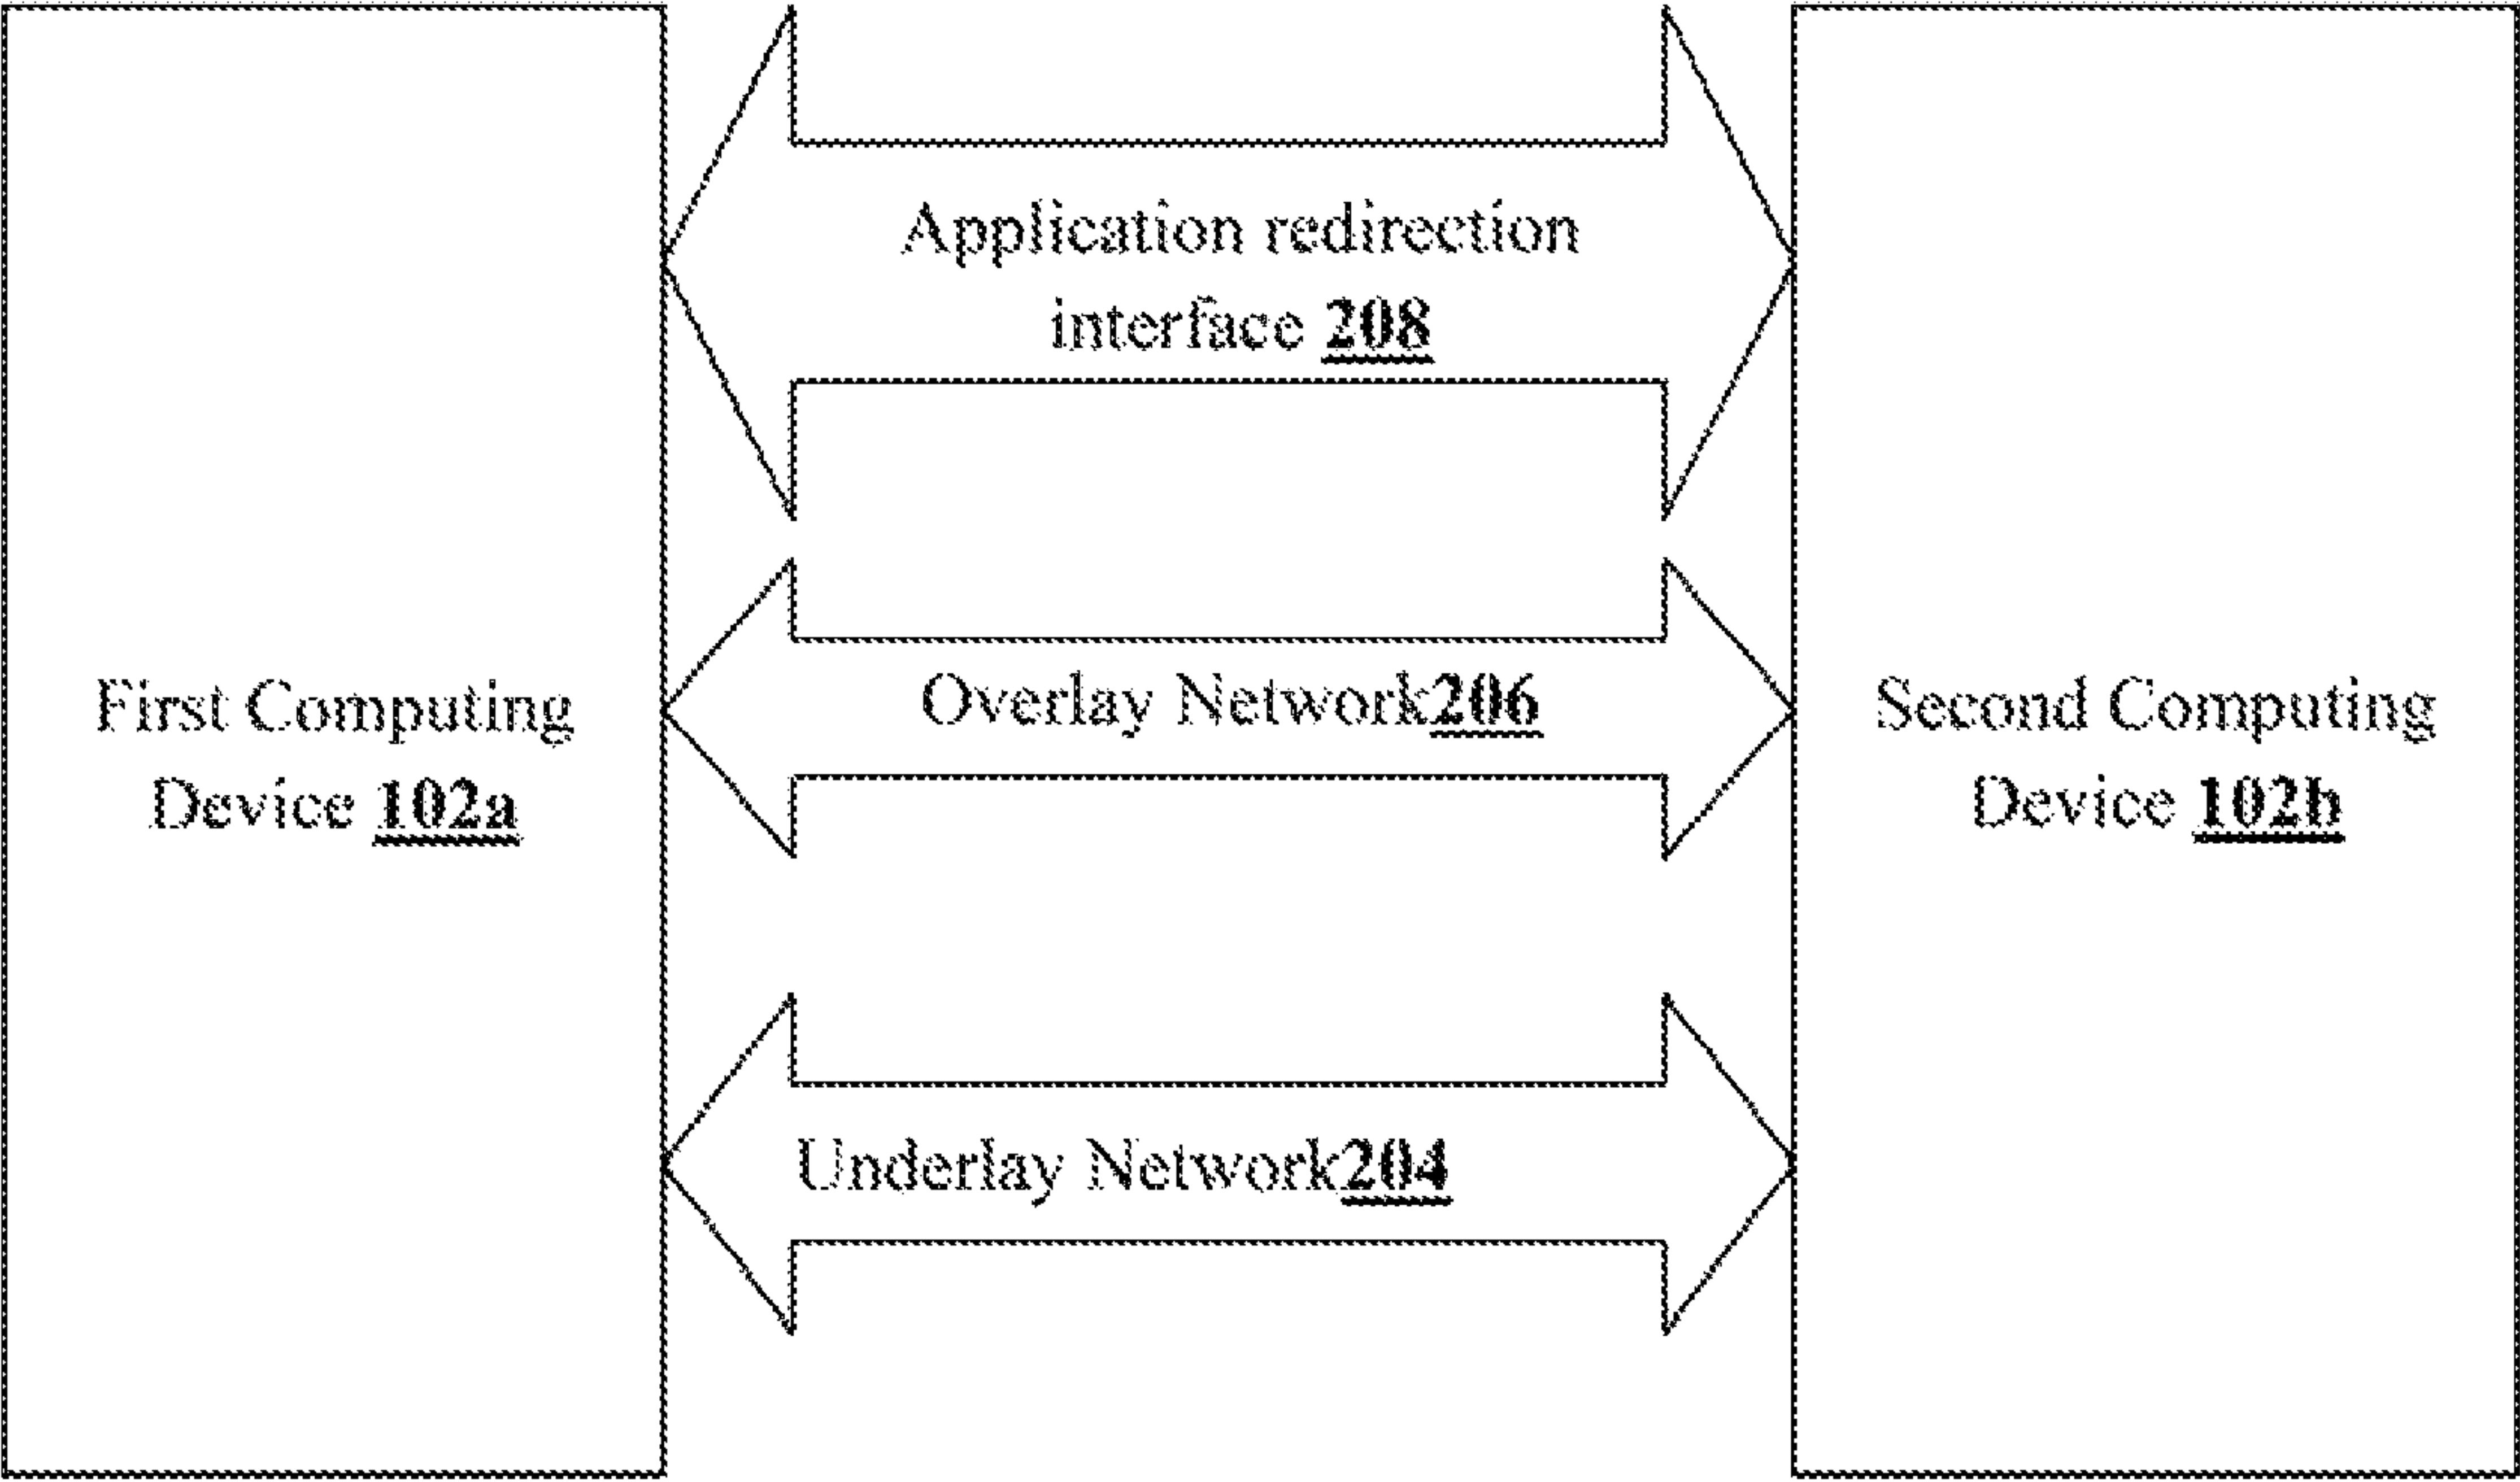 Application redirection
interface 208
First Computing
Device 102a
Overlay Network206
Second Computing
Device 102b
Underlay Network204